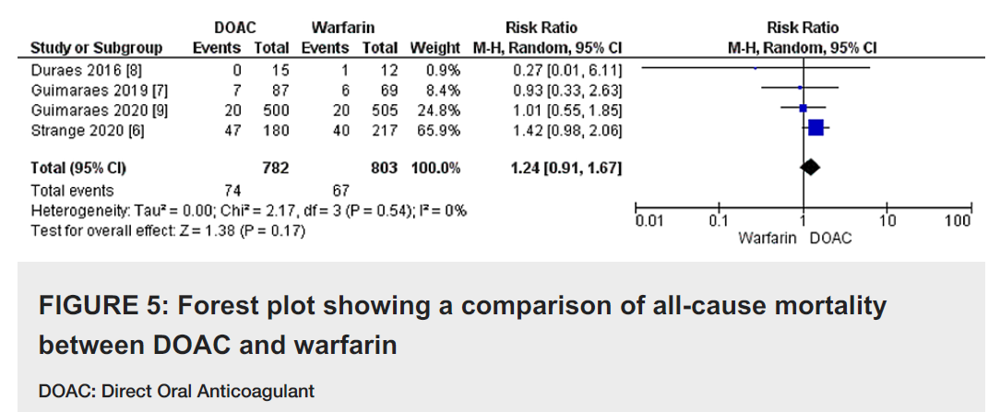 DOAC Warfarin Risk Ratio Risk Ratio
Study or Subgroup Events Total Events Total Weight M-H, Random, 95% CI M-H, Random, 95% CI
Duraes 2016 [8] 0 15 1 12 0.9% 0.27 [0.01, 6.11]
Guimaraes 2019 [7] 7 87 6 69 8.4% 0.93 [0.33, 2.63]
Guimaraes 2020 [9] 20 500 20 505 24.8% 1.01 [0.55, 1.85]
Strange 2020 [6] 47 180 40 217 65.9% 1.42 [0.98, 2.06]
Total (95% CI) 782 803 100.0% 1.24 [0.91, 1.67]
Total events 74 67
Heterogeneity: Tau² = 0.00; Chi² = 2.17, df = 3 (P = 0.54); I² = 0%
Test for overall effect: Z = 1.38 (P = 0.17)
0.01 0.1 1 10 100
Warfarin DOAC
FIGURE 5: Forest plot showing a comparison of all-cause mortality
between DOAC and warfarin
DOAC: Direct Oral Anticoagulant